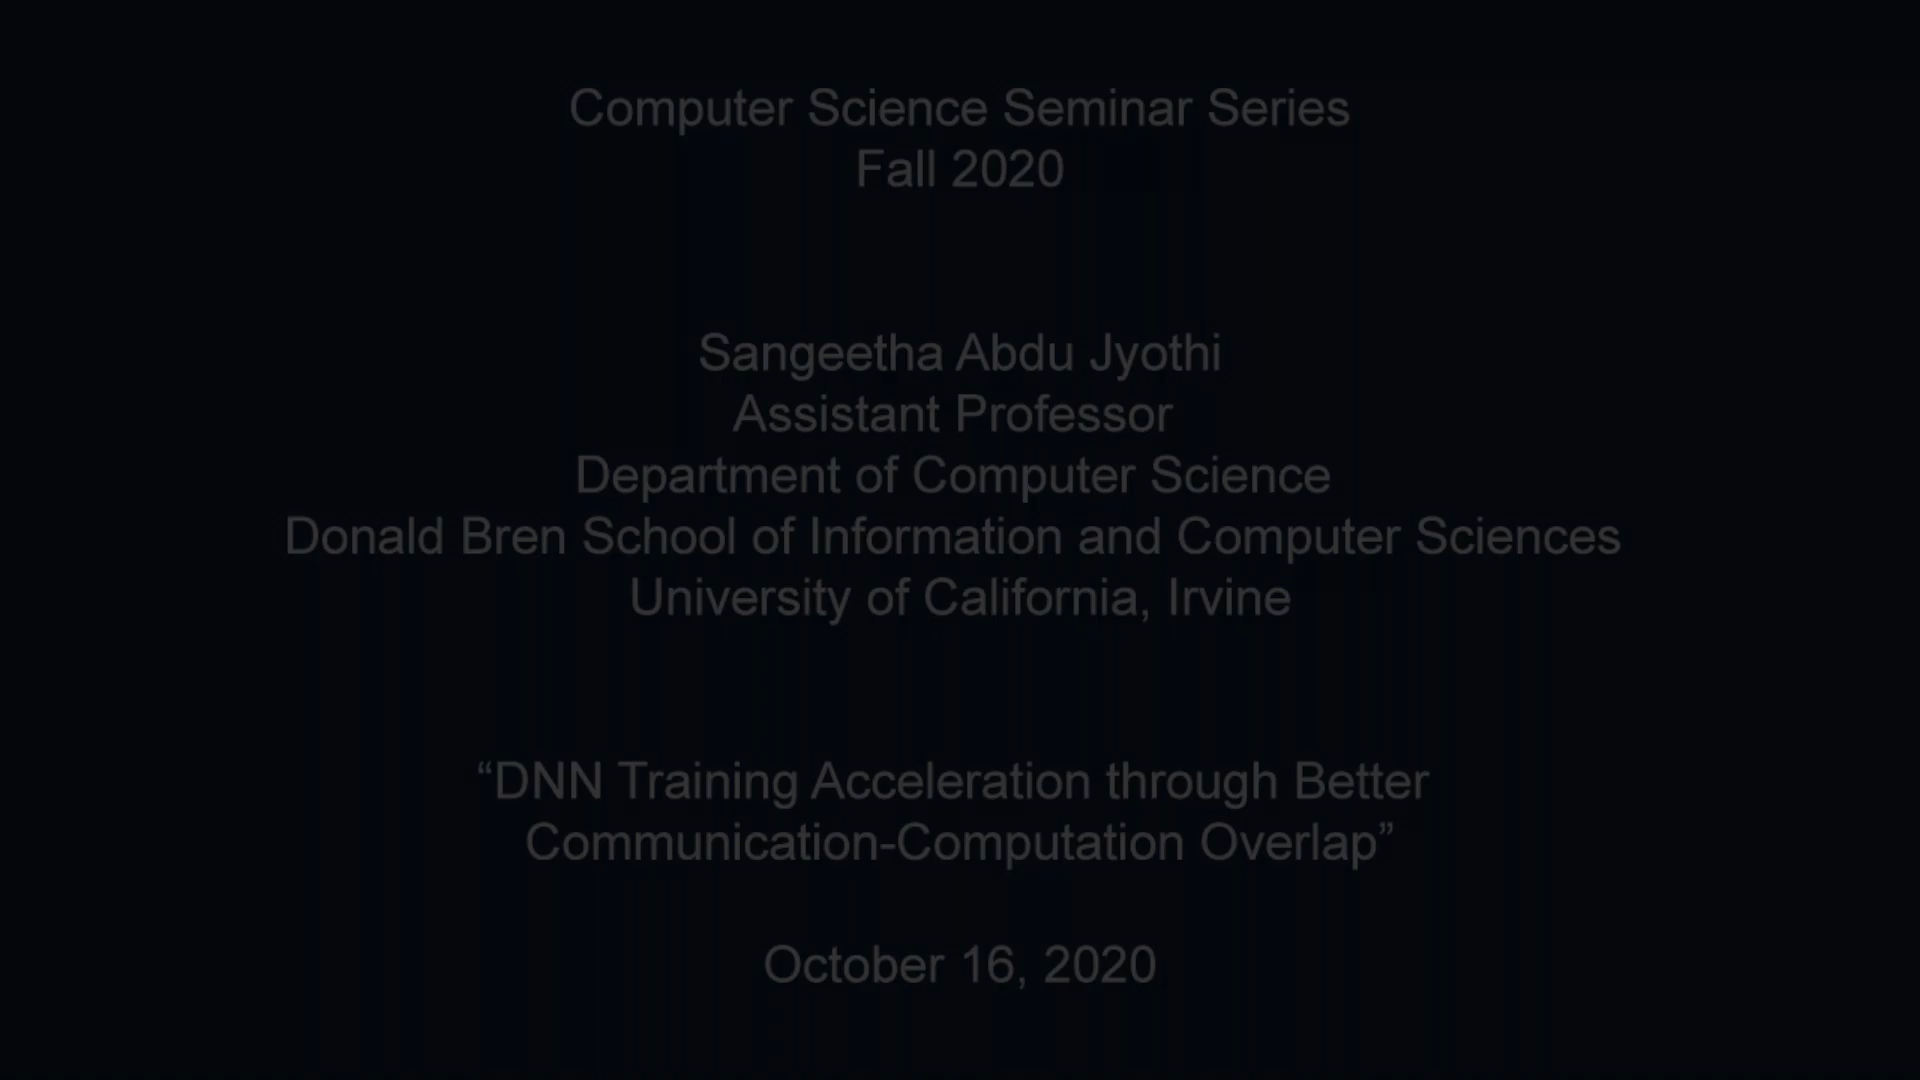 Computer Science Seminar Series
Fall 2020
Sangeetha Abdu Jyothi
Assistant Professor
Department of Computer Science
Donald Bren School of Information and Computer Sciences
University of California, Irvine
“DNN Training Acceleration through Better
Communication-Computation Overlap”
October 16, 2020